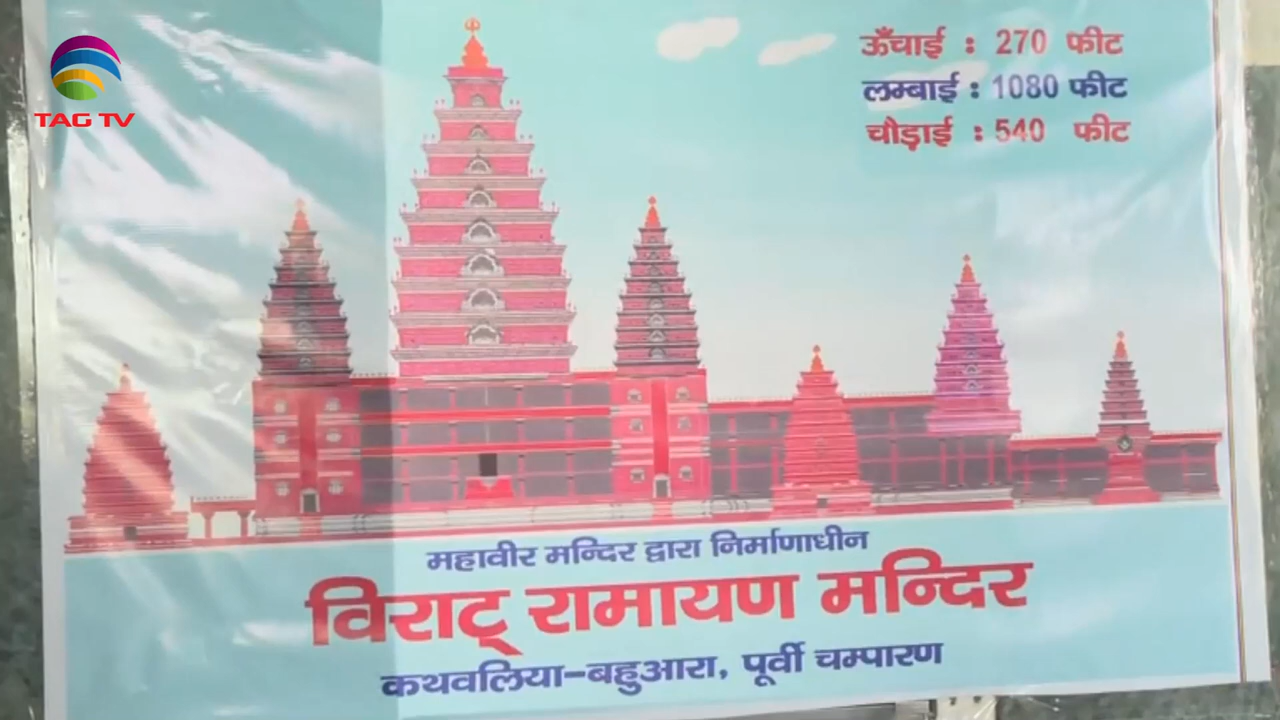 TAG TV
ऊँचाई : 270 फीट
लम्बाई : 1080 फीट
चौड़ाई : 540 फीट
महावीर मन्दिर द्वारा निर्माणाधीन
विराट् रामायण मन्दिर
कथवलिया-बहुआरा, पूर्वी चम्पारण